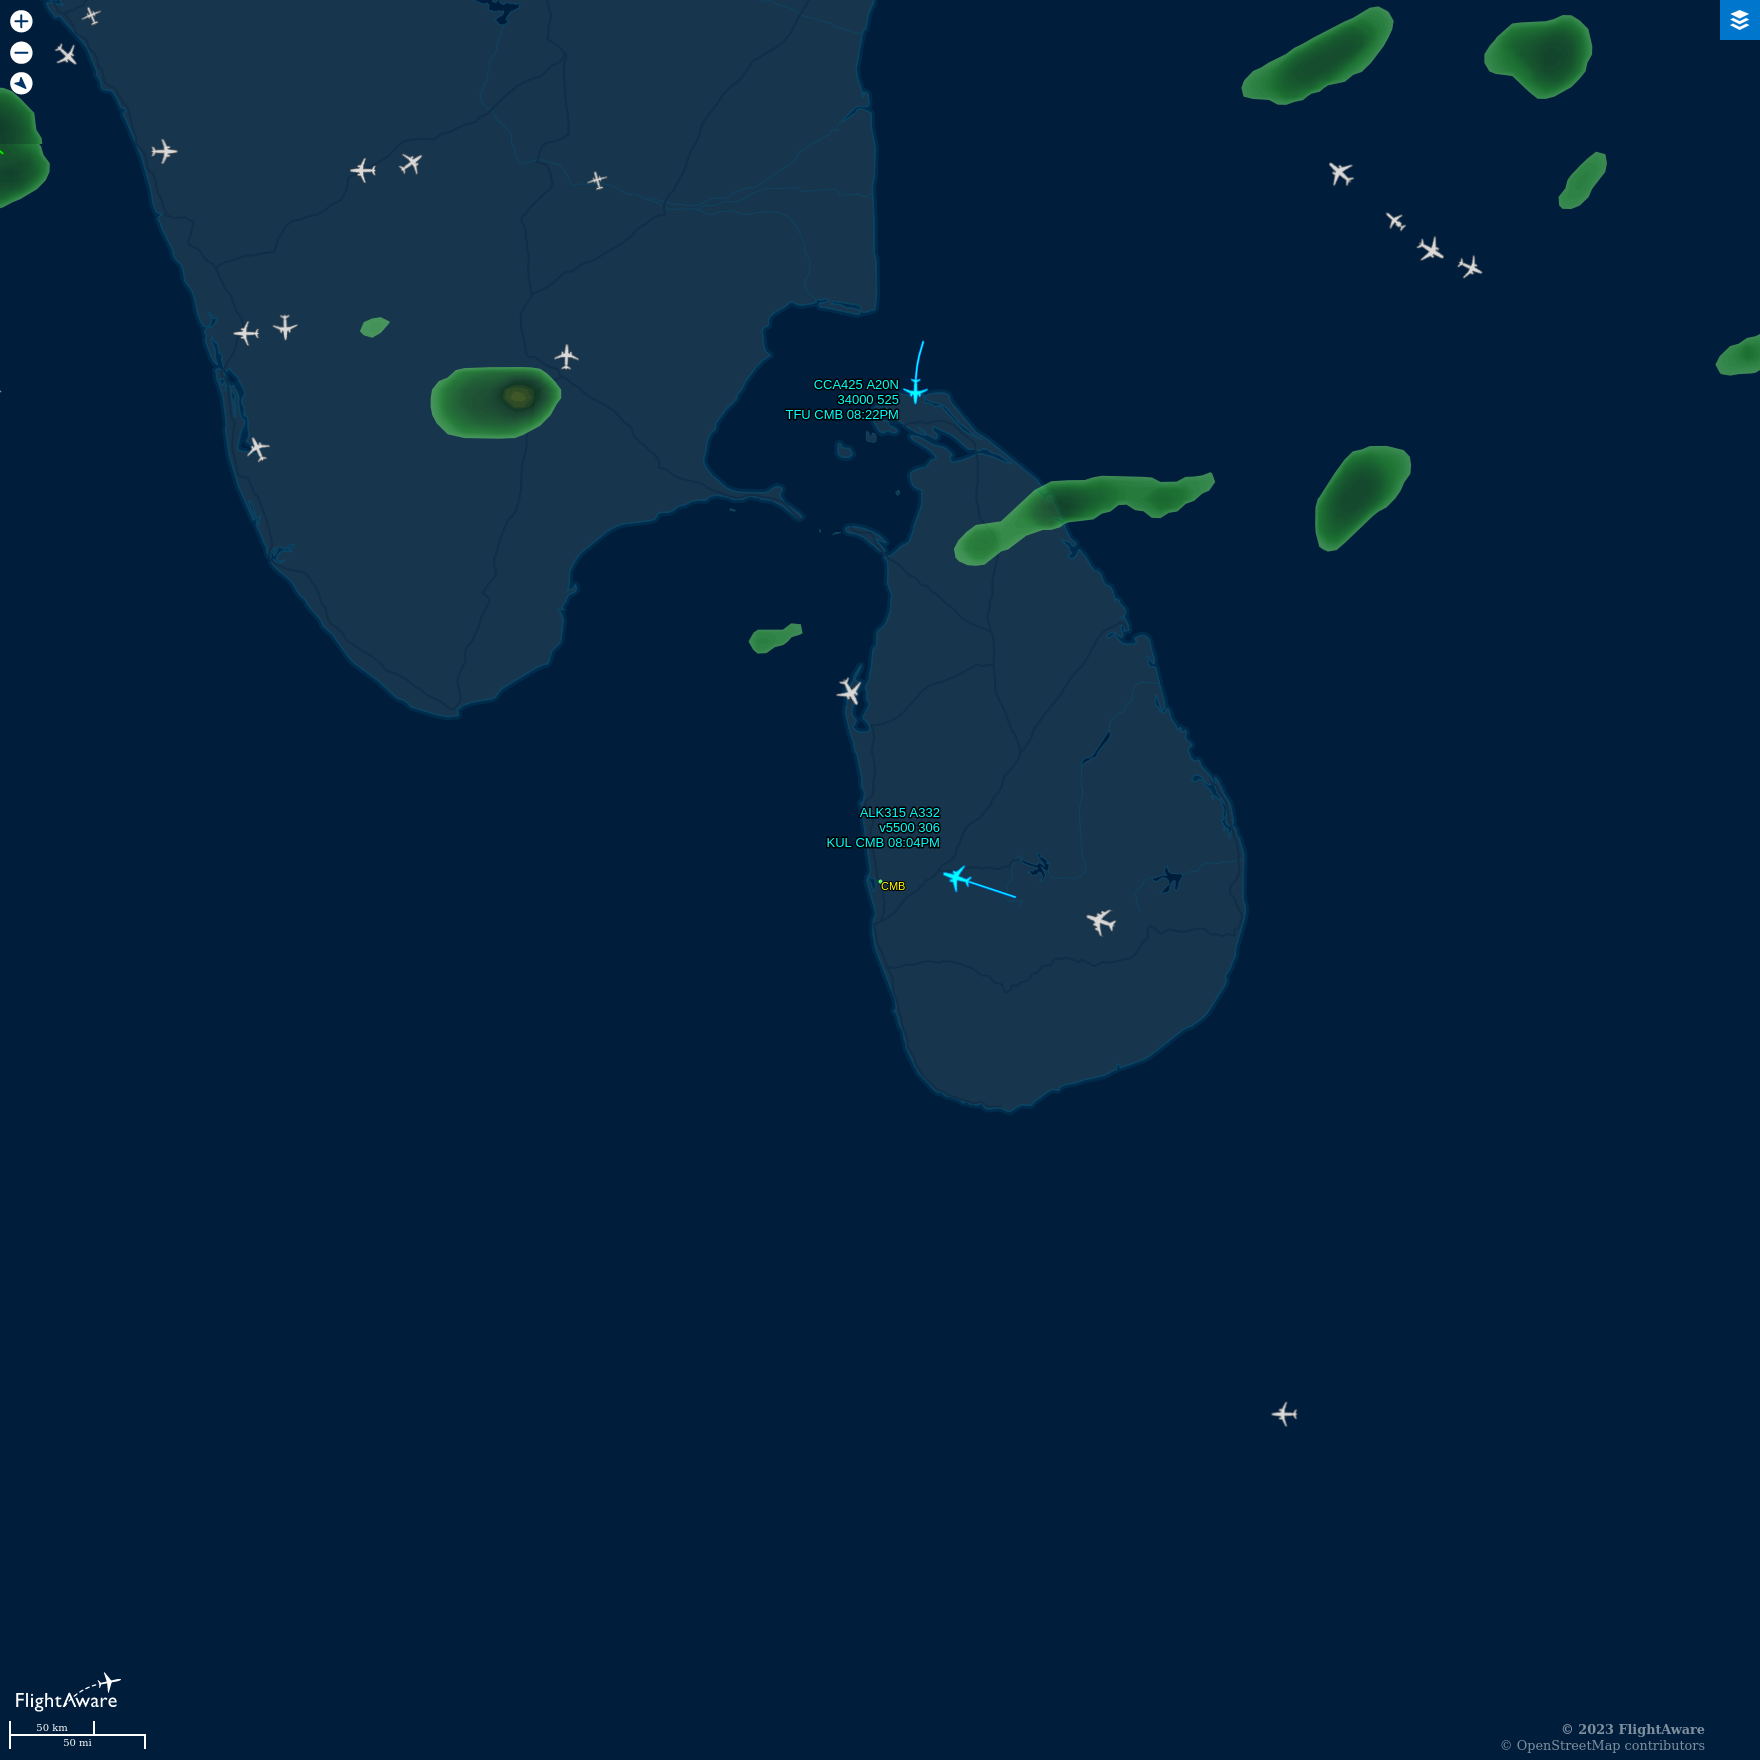 CCA425 A20N
34000 525
TFU CMB 08:22PM
ALK315 A332
v5500 306
KUL CMB 08:04PM
CMB
FlightAware
50 km
50 mi
© 2023 FlightAware
© OpenStreetMap contributors